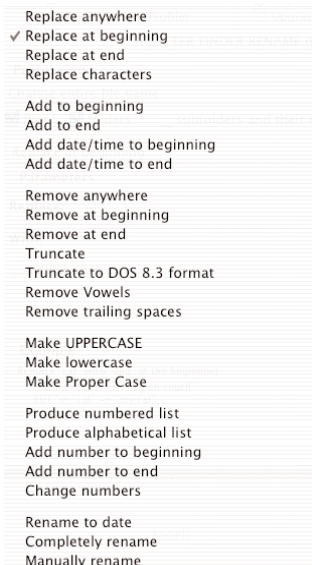 Replace anywhere
✓ Replace at beginning
Replace at end
Replace characters
Add to beginning
Add to end
Add date/time to beginning
Add date/time to end
Remove anywhere
Remove at beginning
Remove at end
Truncate
Truncate to DOS 8.3 format
Remove Vowels
Remove trailing spaces
Make UPPERCASE
Make lowercase
Make Proper Case
Produce numbered list
Produce alphabetical list
Add number to beginning
Add number to end
Change numbers
Rename to date
Completely rename
Manually rename